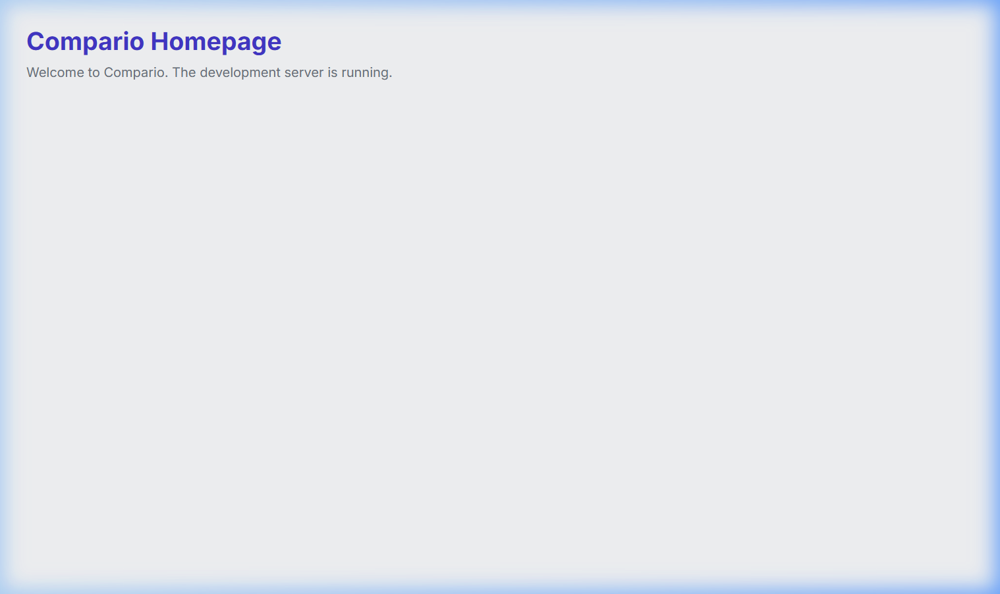 Compario Homepage
Welcome to Compario. The development server is running.